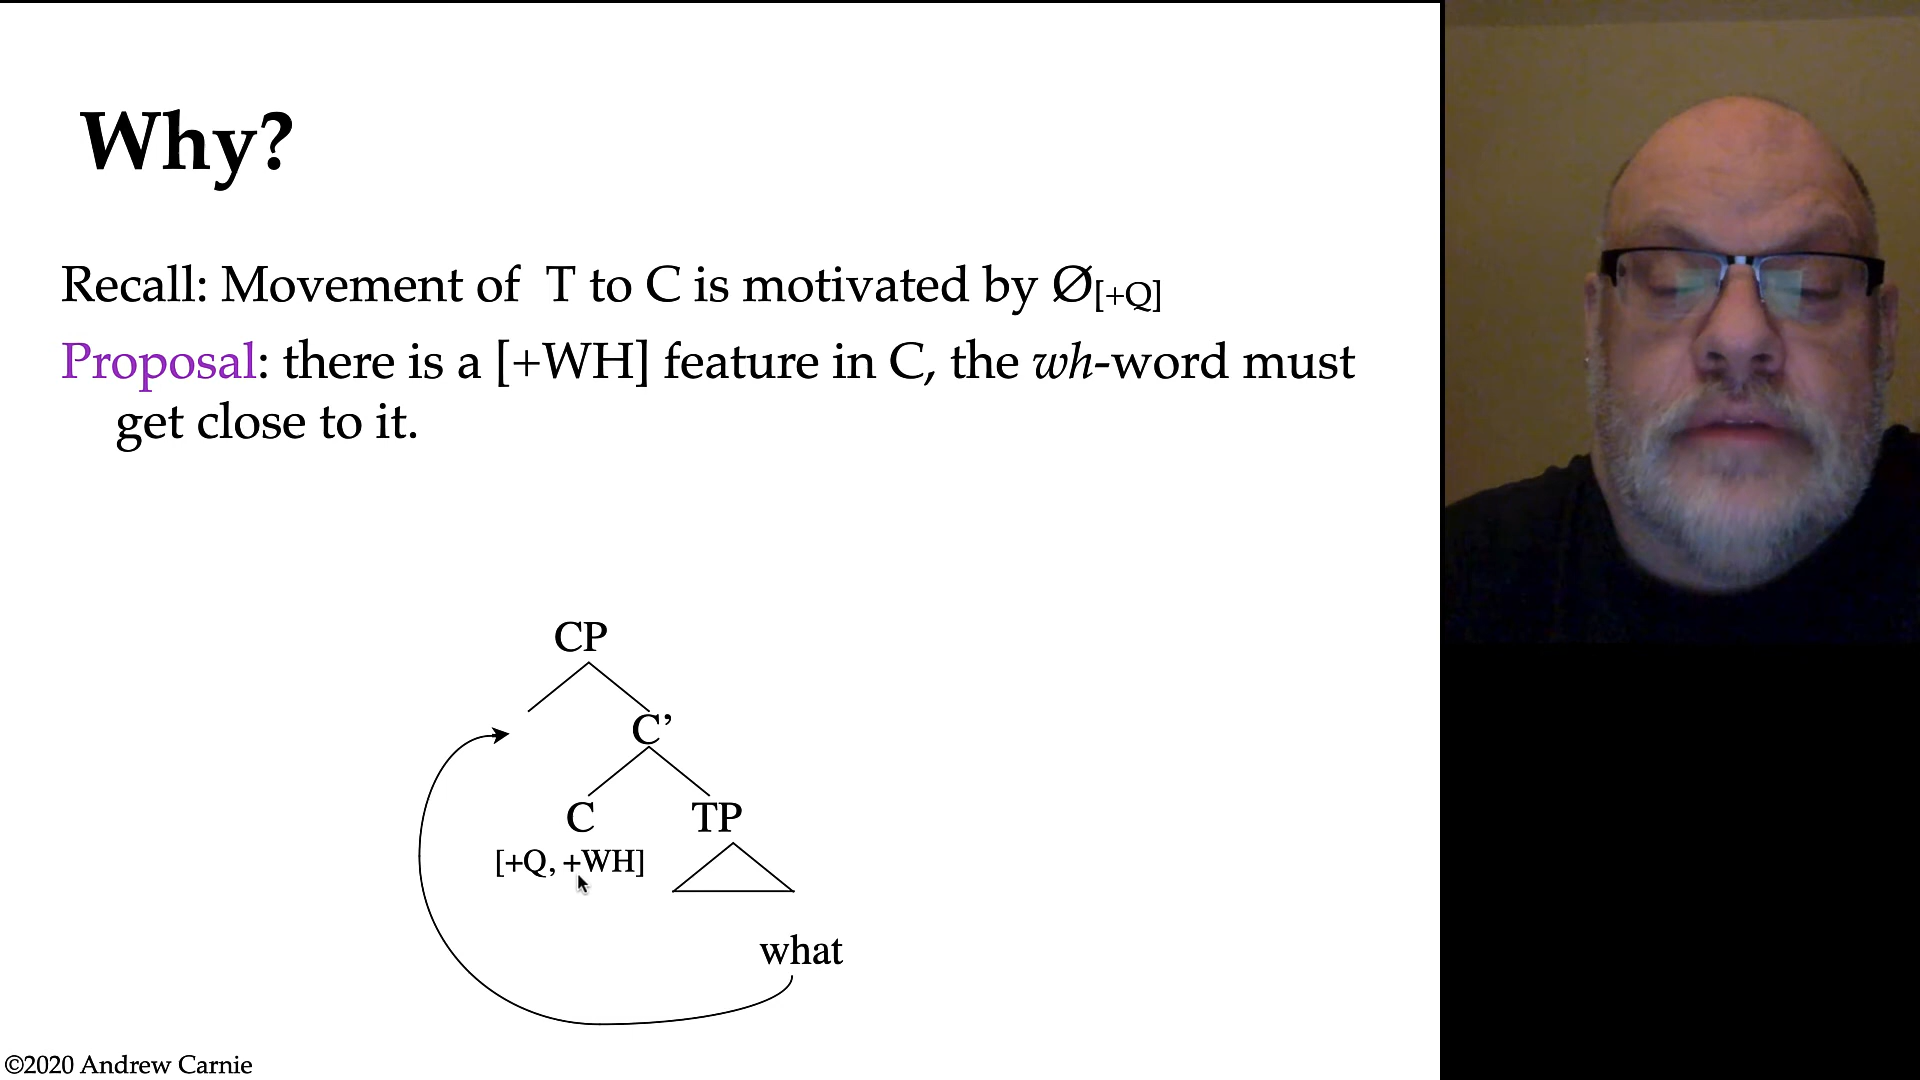 Why?
Recall: Movement of T to C is motivated by Ø[+Q]
Proposal: there is a [+WH] feature in C, the wh-word must
get close to it.
CP
C’
C TP
[+Q, +WH]
what
©2020 Andrew Carnie